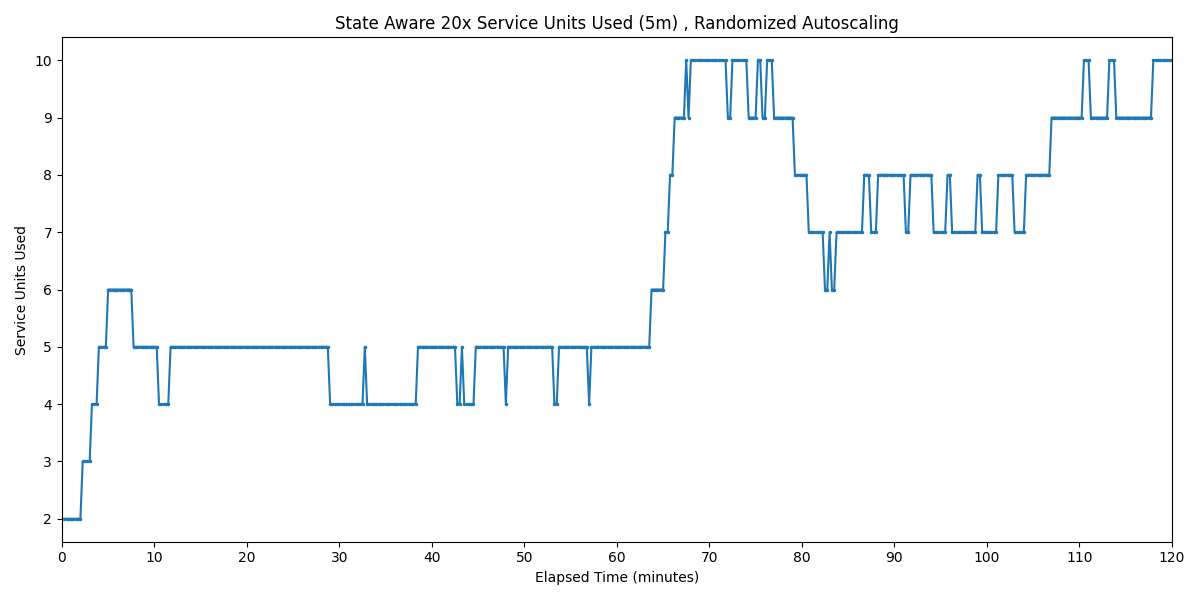 State Aware 20x Service Units Used (5m) , Randomized Autoscaling
Service Units Used
10
9
8
7
6
5
4
3
2
0 10 20 30 40 50 60 70 80 90 100 110 120
Elapsed Time (minutes)